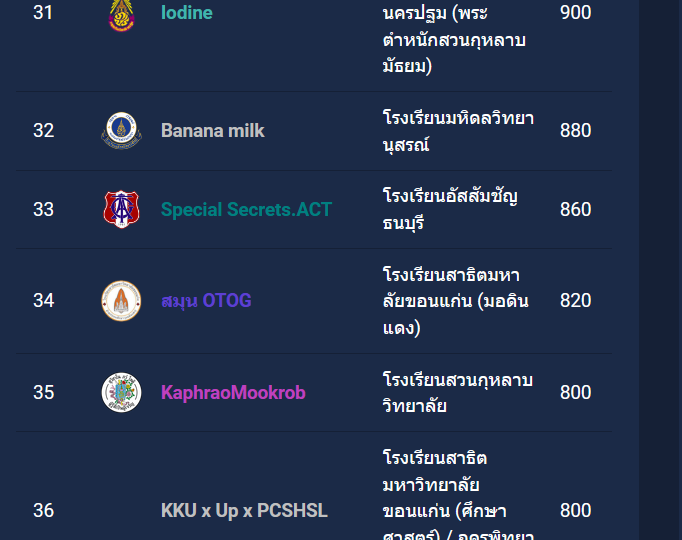 31 Iodine นครปฐม (พระ 900
ตำหนักสวนกุหลาบ
มัธยม)
32 Banana milk โรงเรียนมหิดลวิทยา 880
นุสรณ์
33 Special Secrets.ACT โรงเรียนอัสสัมชัญ 860
ธนบุรี
34 สมุน OTOG โรงเรียนสาธิตมหา 820
ลัยขอนแก่น (มอดิน
แดง)
35 KaphraoMookrob โรงเรียนสวนกุหลาบ 800
วิทยาลัย
36 KKU x Up x PCSHSL โรงเรียนสาธิต 800
มหาวิทยาลัย
ขอนแก่น (ศึกษา
ศาสตร์) / อุดรพิทยา